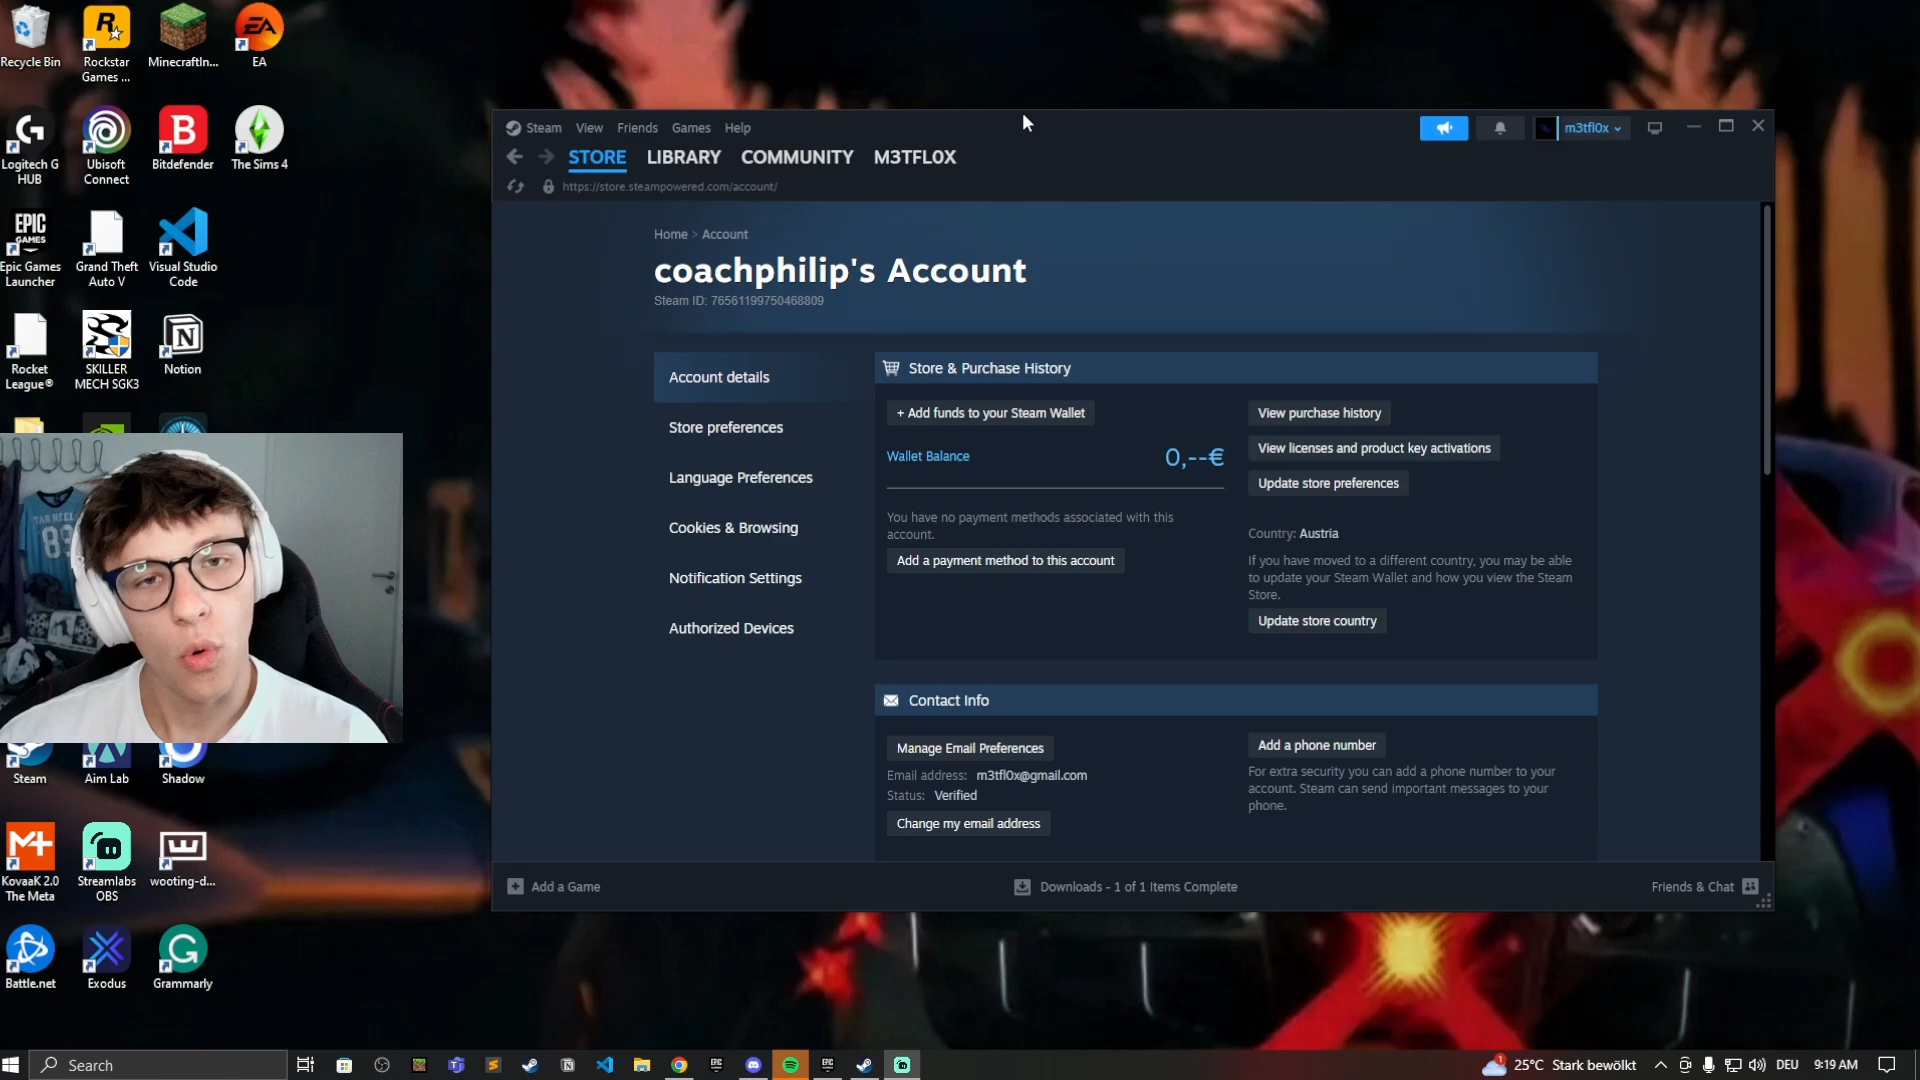 Recycle Bin
Rockstar
Games ...
MinecraftIn...
EA
Logitech G
HUB
Ubisoft
Connect
Bitdefender
The Sims 4
EPIC
GAMES
Epic Games
Launcher
Grand Theft
Auto V
Visual Studio
Code
Rocket
League®
SKILLER
MECH SGK3
Notion
TAR HEEL
83
Steam
Aim Lab
Shadow
KovaaK 2.0
The Meta
Streamlabs
OBS
wooting-d...
Battle.net
Exodus
Grammarly
Steam View Friends Games Help
m3tfl0x
STORE LIBRARY COMMUNITY M3TFL0X
https://store.steampowered.com/account/
Home > Account
coachphilip's Account
Steam ID: 76561199750468809
Account details
Store preferences
Language Preferences
Cookies & Browsing
Notification Settings
Authorized Devices
Store & Purchase History
+ Add funds to your Steam Wallet
Wallet Balance 0,--€
You have no payment methods associated with this
account.
Add a payment method to this account
View purchase history
View licenses and product key activations
Update store preferences
Country: Austria
If you have moved to a different country, you may be able
to update your Steam Wallet and how you view the Steam
Store.
Update store country
Contact Info
Manage Email Preferences
Email address: m3tfl0x@gmail.com
Status: Verified
Change my email address
Add a phone number
For extra security you can add a phone number to your
account. Steam can send important messages to your
phone.
Add a Game
Downloads - 1 of 1 Items Complete
Friends & Chat
Search
1
25°C Stark bewölkt
DEU
9:19 AM